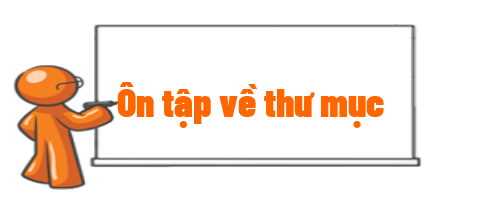 Ôn tập về thư mục